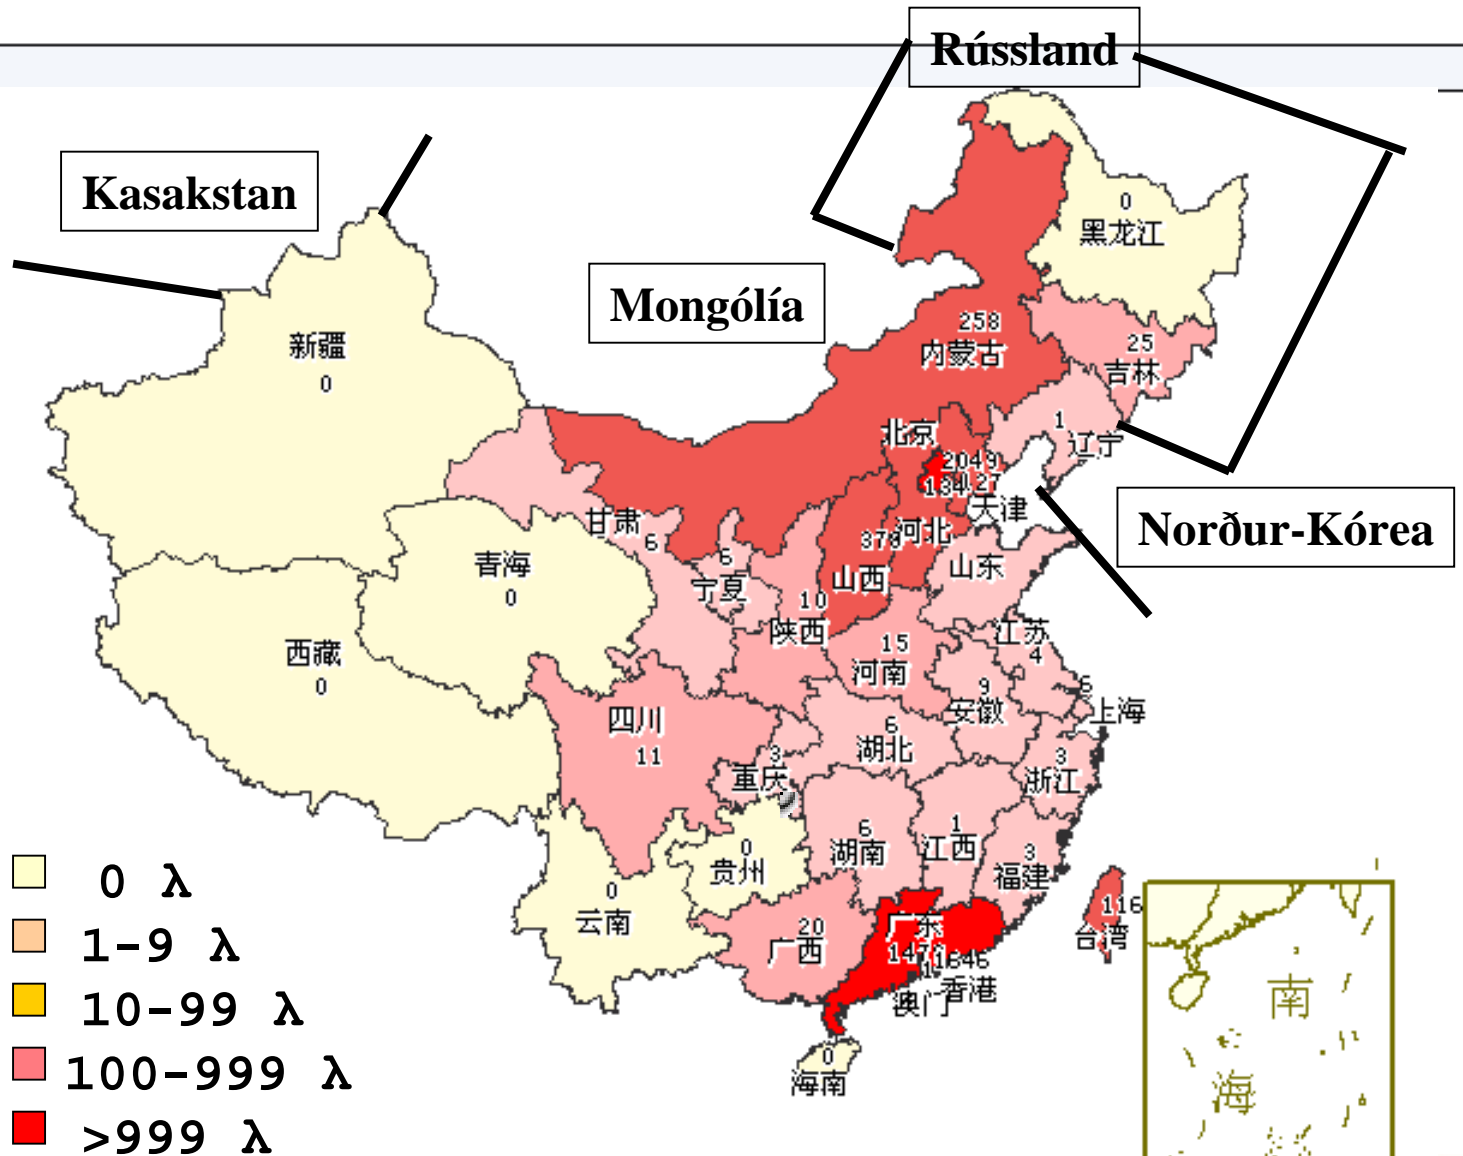 Rússland
Kasakstan
0
黑龙江
Mongólía
258
内蒙古
25
吉林
新疆
0
北京
2049
1
辽宁
天津
Norður-Kórea
甘肃
6
河北
山西
6
宁夏
山东
青海
0
10
陕西
15
河南
江苏
4
西藏
0
9
安徽
6
上海
四川
11
6
湖北
3
重庆
3
浙江
6
湖南
1
江西
3
福建
0
贵州
0
云南
20
广西
广东
116
台湾
澳门
香港
0
海南
南
海
0 λ
1-9 λ
10-99 λ
100-999 λ
>999 λ